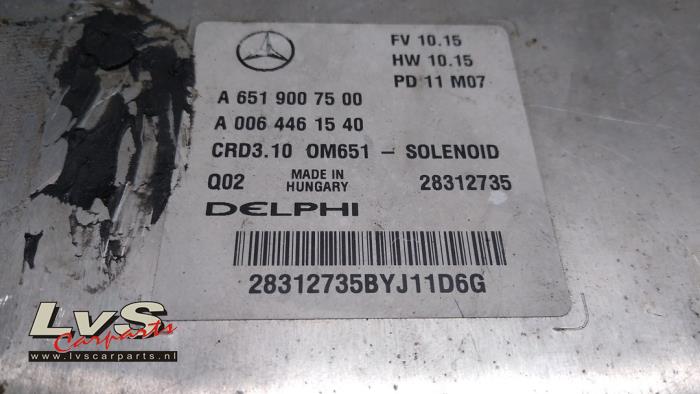 FV 10.15
HW 10.15
PD 11 M07
A 651 900 75 00
A 006 446 15 40
CRD3.10 OM651 - SOLENOID
Q02 MADE IN HUNGARY 28312735
DELPHI
28312735BYJ11D6G
LvS
Carparts
www.lvscarparts.nl